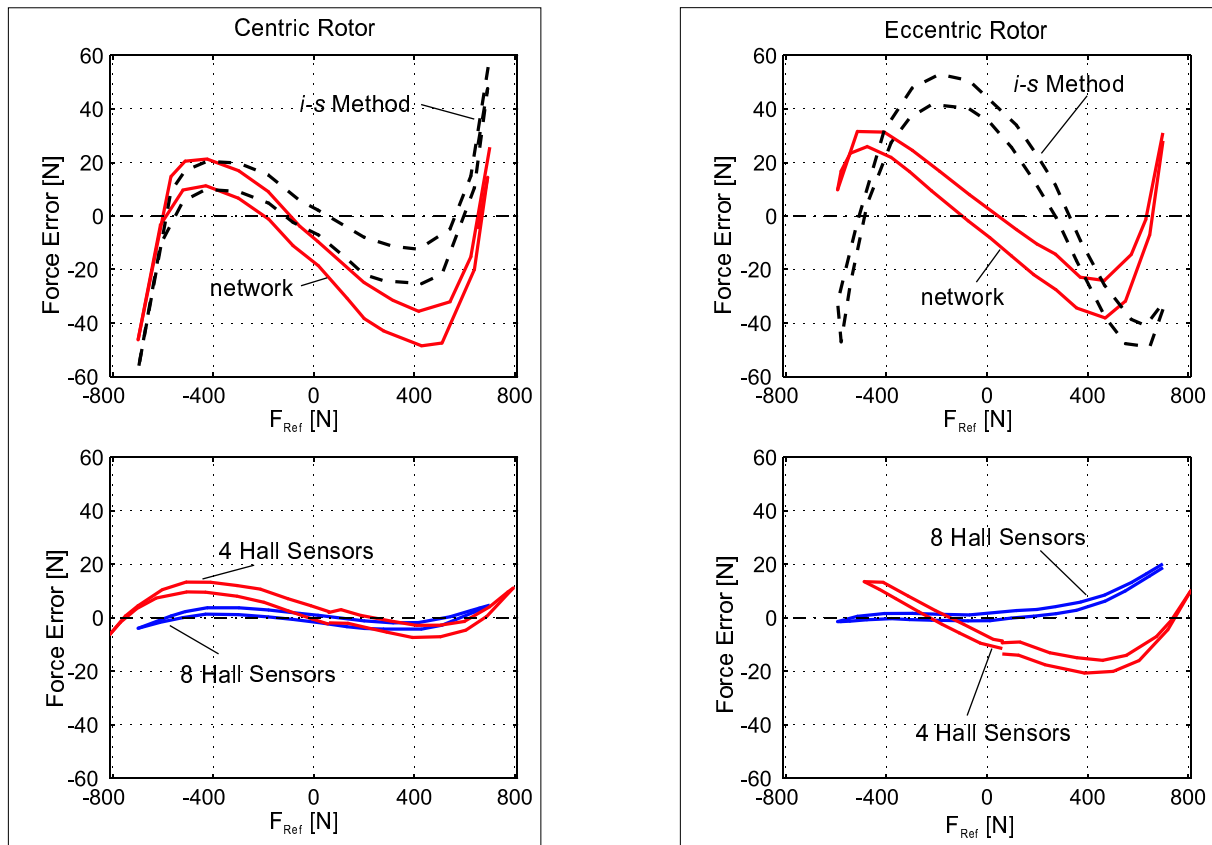 Centric Rotor
60
40
20
0
-20
-40
-60
Force Error [N]
i-s Method
network
-800
-400
0
400
800
F_Ref [N]
Eccentric Rotor
60
40
20
0
-20
-40
-60
Force Error [N]
i-s Method
network
-800
-400
0
400
800
F_Ref [N]
60
40
20
0
-20
-40
-60
Force Error [N]
4 Hall Sensors
8 Hall Sensors
-800
-400
0
400
800
F_Ref [N]
60
40
20
0
-20
-40
-60
Force Error [N]
8 Hall Sensors
4 Hall Sensors
-800
-400
0
400
800
F_Ref [N]